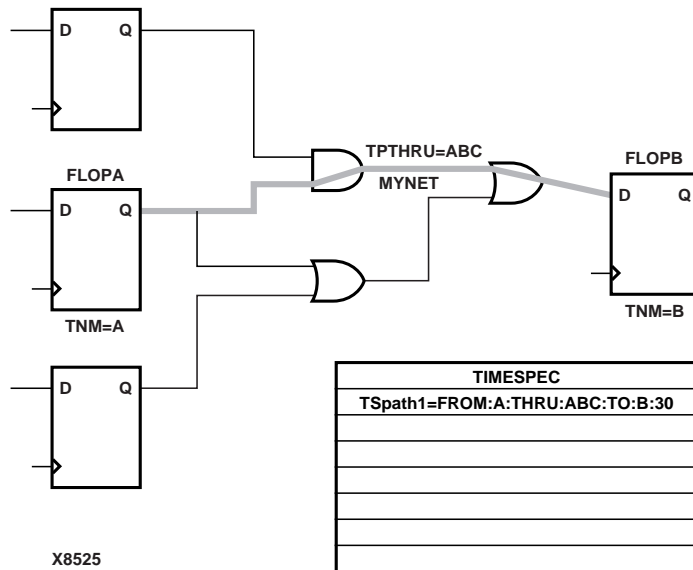 D Q
FLOPA
D Q
TNM=A
D Q
TPTHRU=ABC
MYNET
FLOPB
D Q
TNM=B
TIMESPEC
TSpath1=FROM:A:THRU:ABC:TO:B:30
X8525